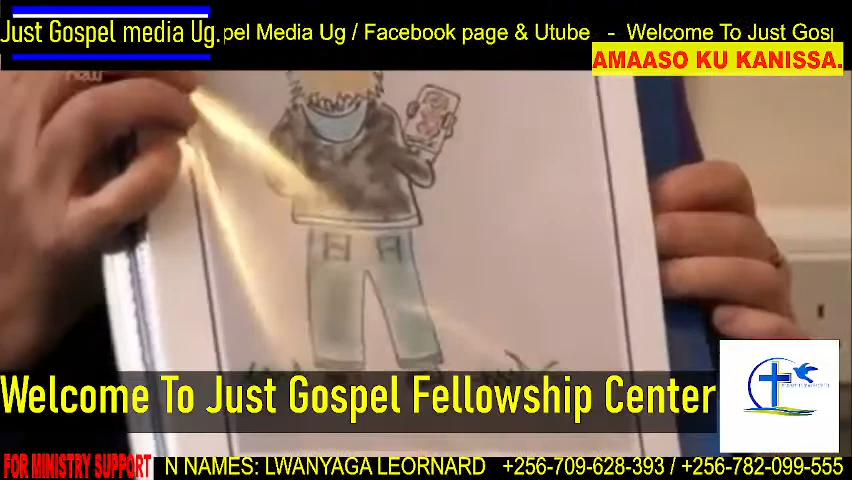 Just Gospel media Ug.
pel Media Ug / Facebook page & Utube - Welcome To Just Gosp
AMAASO KU KANISSA.
Welcome To Just Gospel Fellowship Center
FOR MINISTRY SUPPORT
N NAMES: LWANYAGA LEORNARD +256-709-628-393 / +256-782-099-555